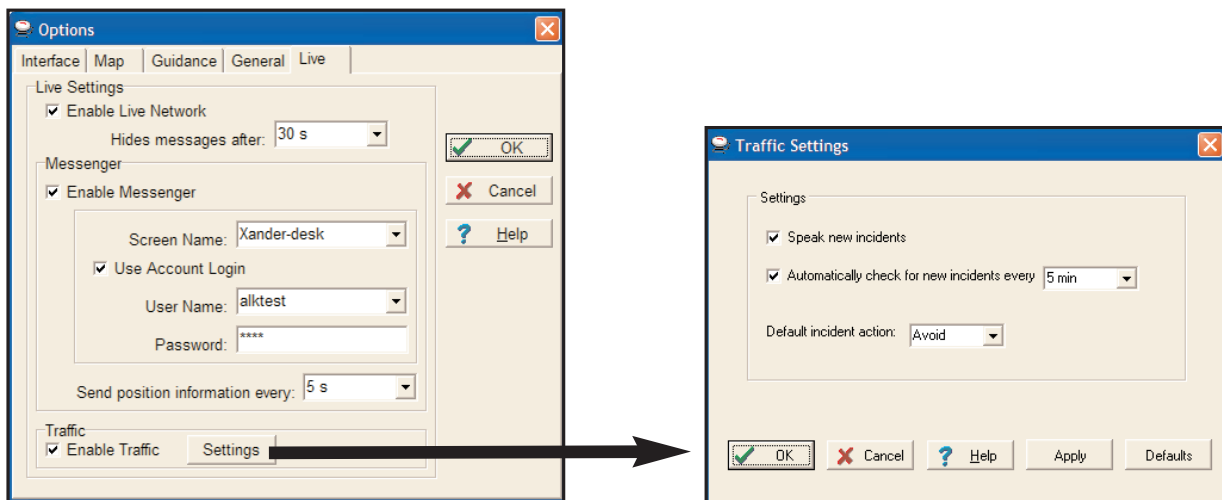 Options
Interface Map Guidance General Live
Live Settings
Enable Live Network
Hides messages after: 30 s
Messenger
Enable Messenger
Screen Name: Xander-desk
Use Account Login
User Name: alktest
Password: ****
Send position information every: 5 s
Traffic
Enable Traffic Settings
OK
Cancel
Help
Traffic Settings
Settings
Speak new incidents
Automatically check for new incidents every 5 min
Default incident action: Avoid
OK Cancel Help Apply Defaults